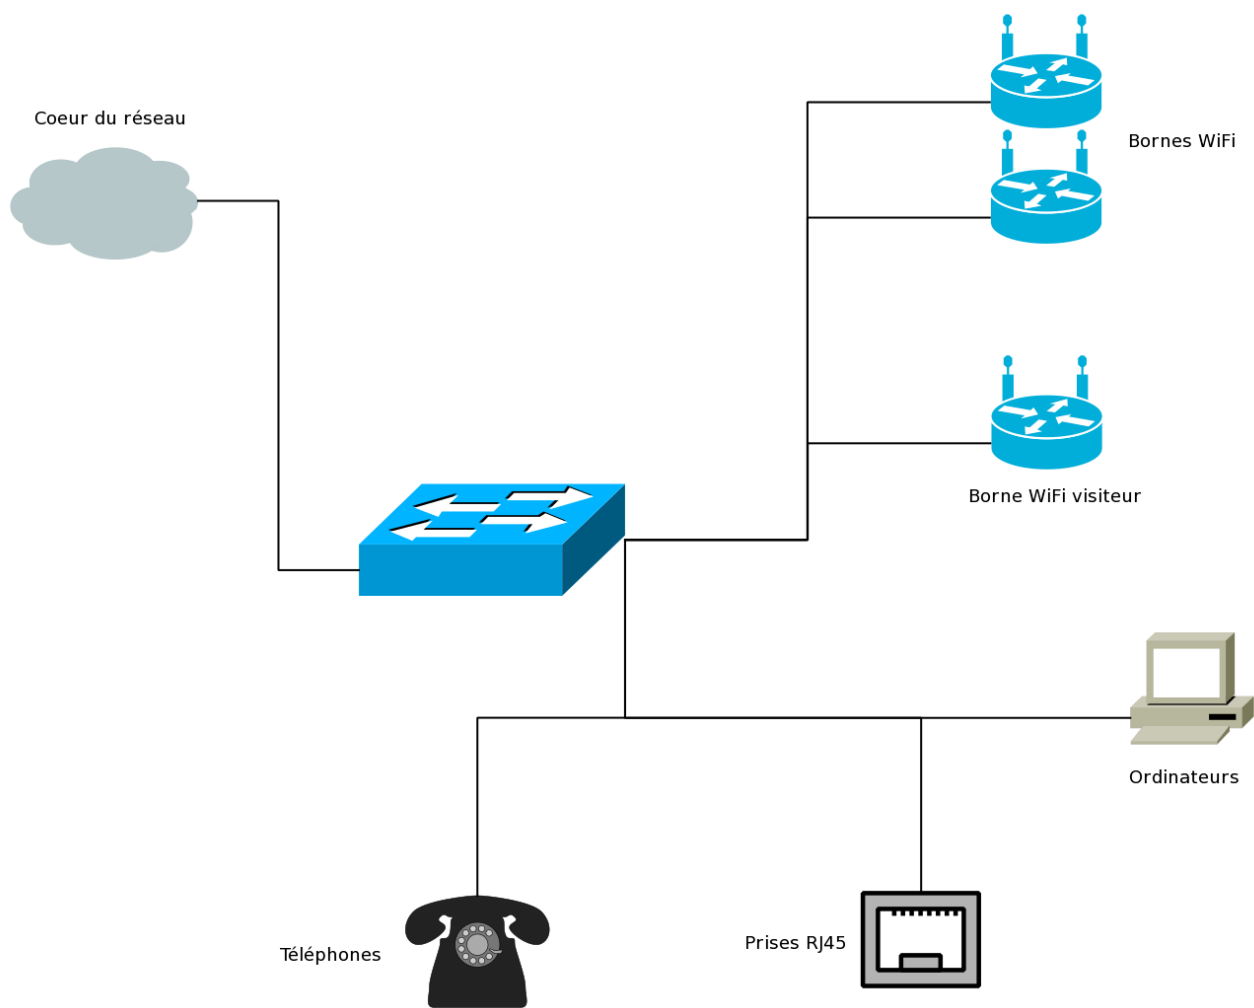 Coeur du réseau
Bornes WiFi
Borne WiFi visiteur
Ordinateurs
Prises RJ45
Téléphones